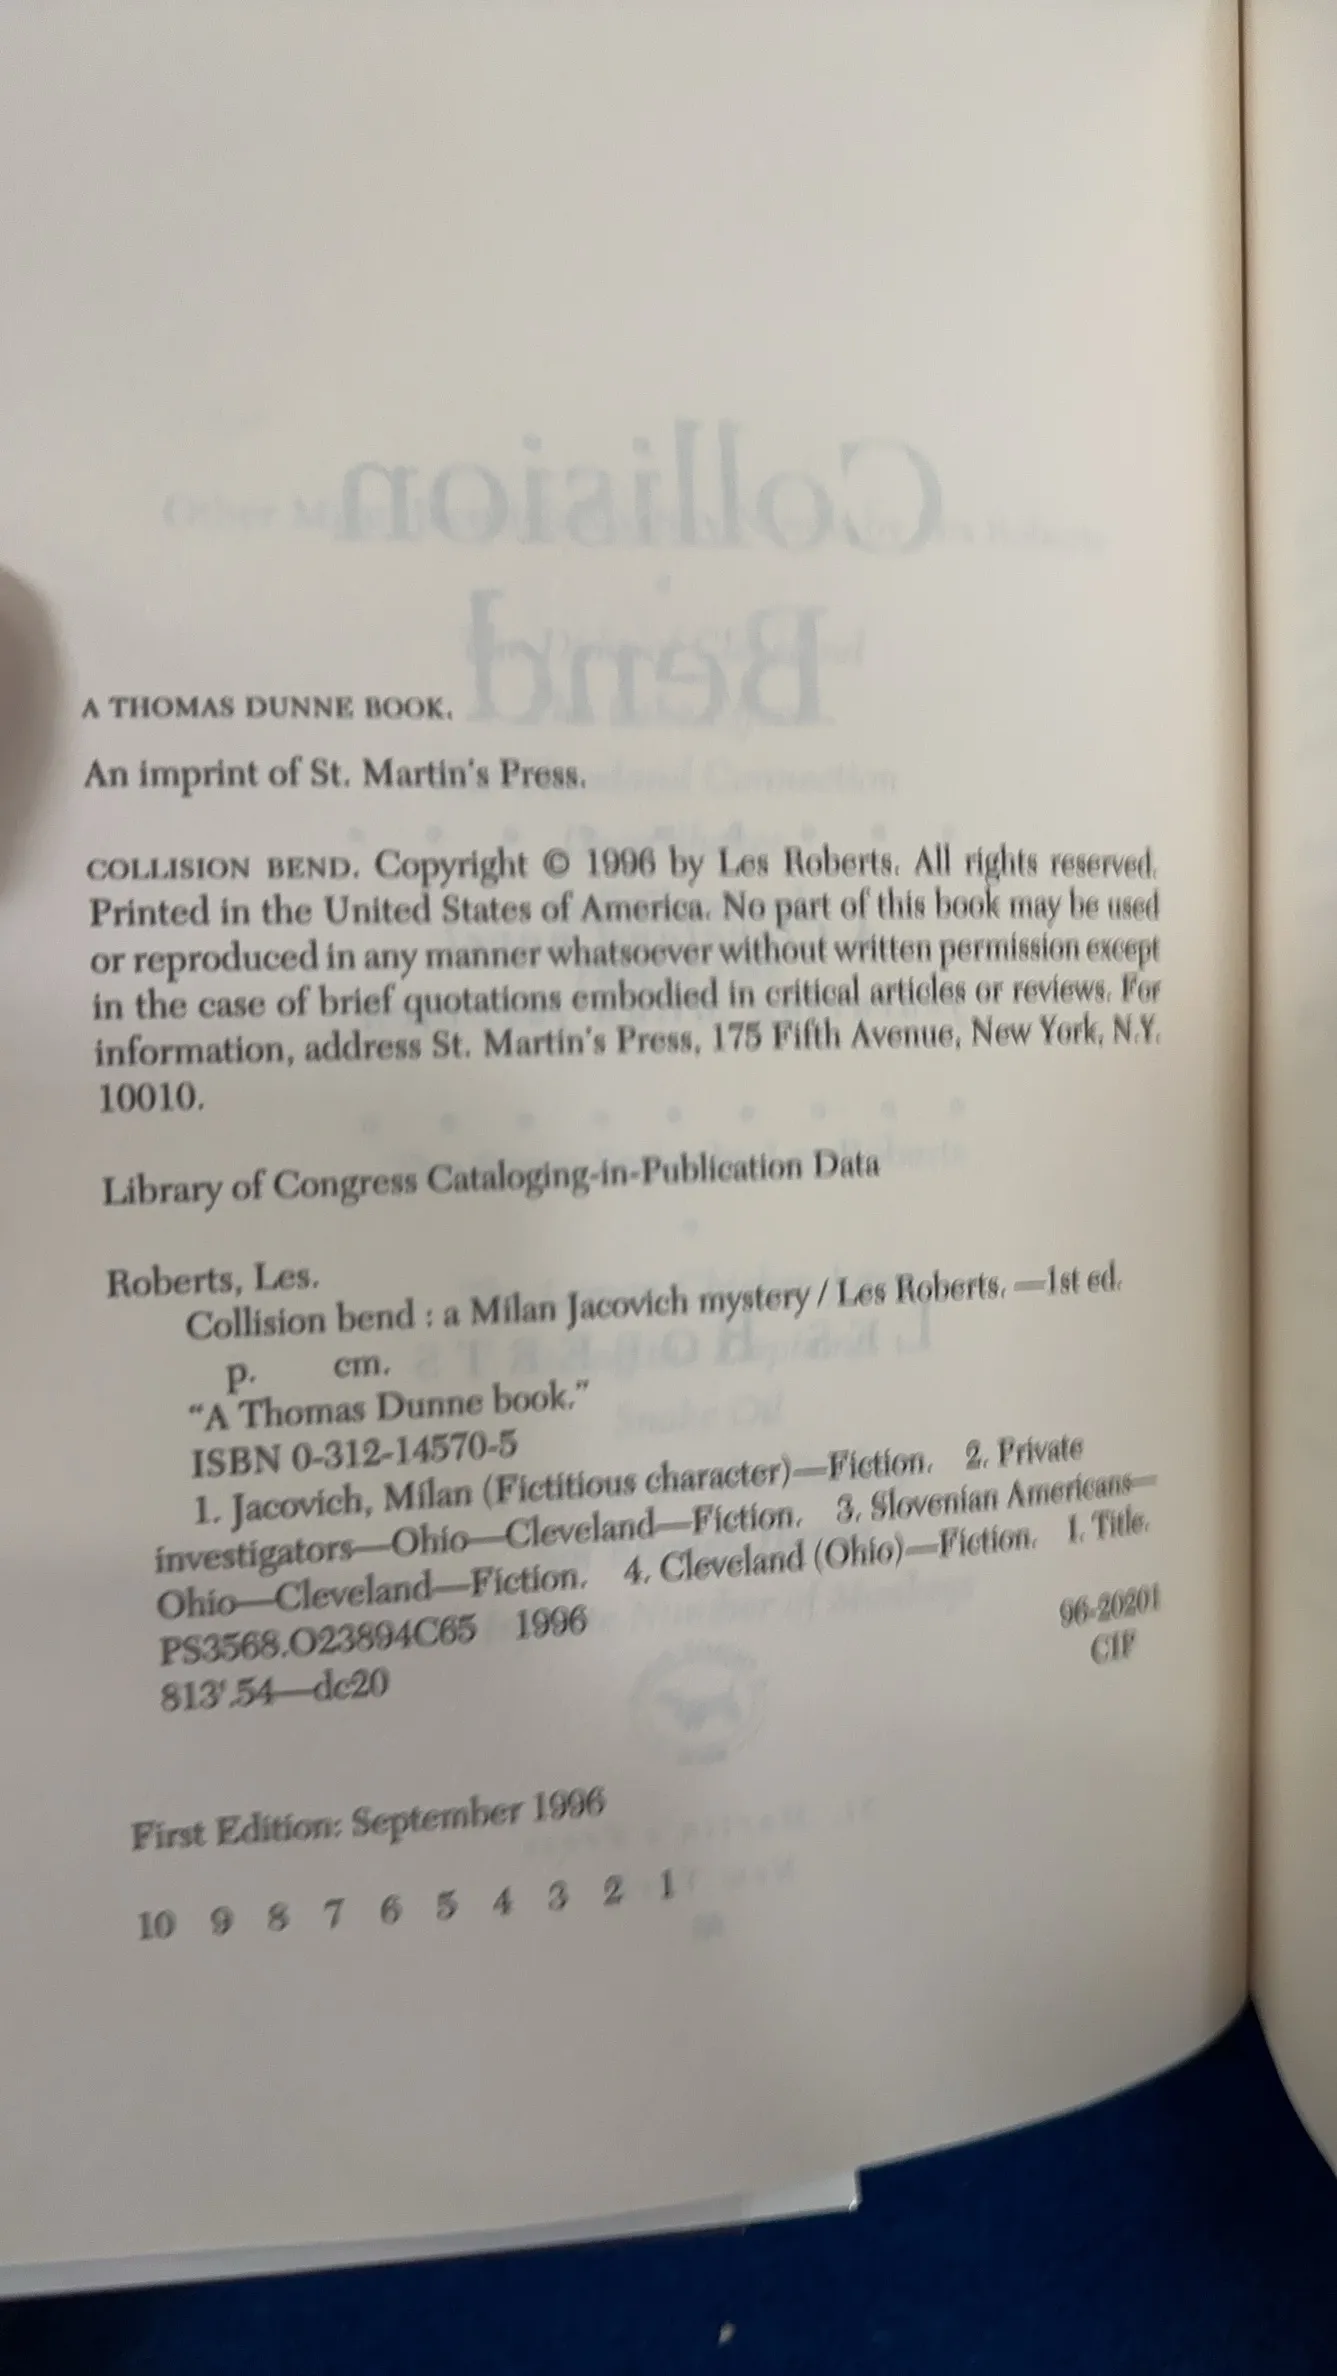 A THOMAS DUNNE BOOK.
An imprint of St. Martin's Press.
COLLISION BEND. Copyright © 1996 by Les Roberts. All rights reserved.
Printed in the United States of America. No part of this book may be used
or reproduced in any manner whatsoever without written permission except
in the case of brief quotations embodied in critical articles or reviews. For
information, address St. Martin's Press, 175 Fifth Avenue, New York, N.Y.
10010.
Library of Congress Cataloging-in-Publication Data
Roberts, Les.
Collision bend : a Milan Jacovich mystery / Les Roberts.—1st ed.
p. cm.
"A Thomas Dunne book."
ISBN 0-312-14570-5
1. Jacovich, Milan (Fictitious character)—Fiction. 2. Private
investigators—Ohio—Cleveland—Fiction. 3. Slovenian Americans—
Ohio—Cleveland—Fiction. 4. Cleveland (Ohio)—Fiction. I. Title.
PS3568.O23894C65 1996
813'.54—dc20
96-20201
CIP
First Edition: September 1996
10 9 8 7 6 5 4 3 2 1
Collision
Bend
LES ROBERTS